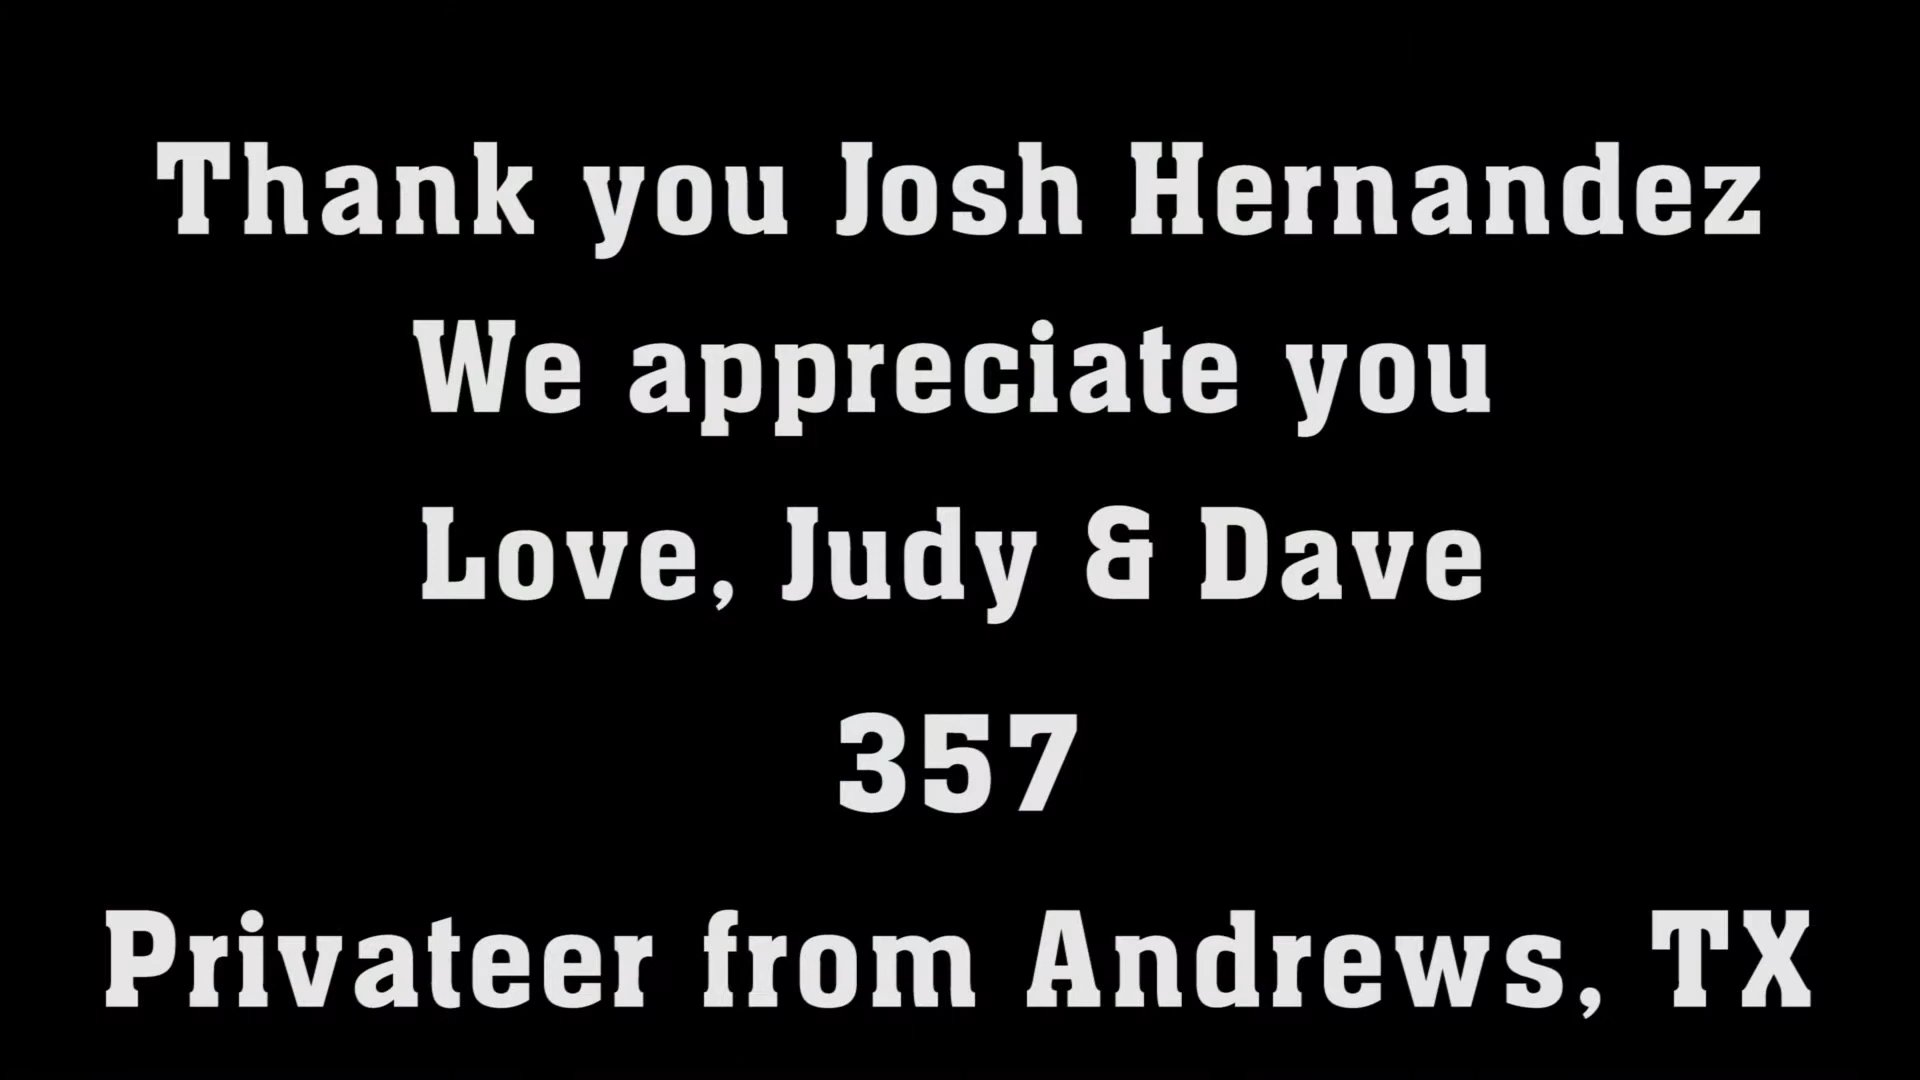 Thank you Josh Hernandez
We appreciate you
Love, Judy & Dave
357
Privateer from Andrews, TX